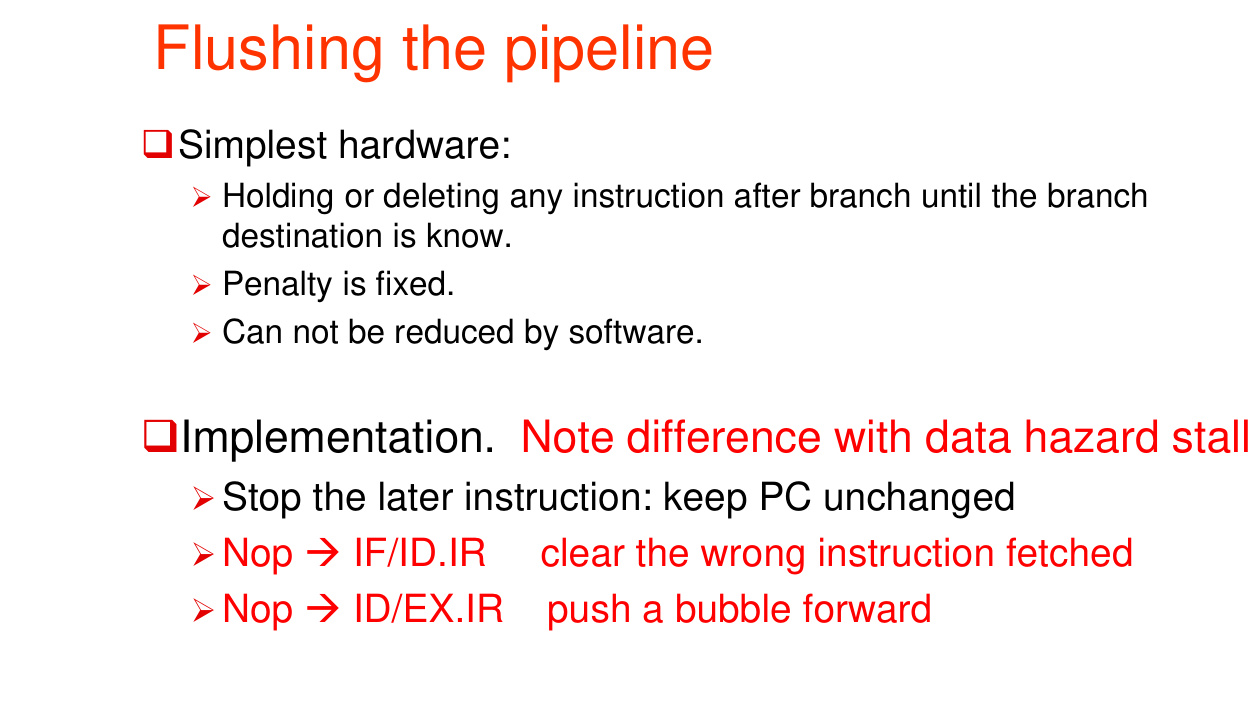 Flushing the pipeline
Simplest hardware:
Holding or deleting any instruction after branch until the branch
destination is know.
Penalty is fixed.
Can not be reduced by software.
Implementation. Note difference with data hazard stall
Stop the later instruction: keep PC unchanged
Nop → IF/ID.IR clear the wrong instruction fetched
Nop → ID/EX.IR push a bubble forward